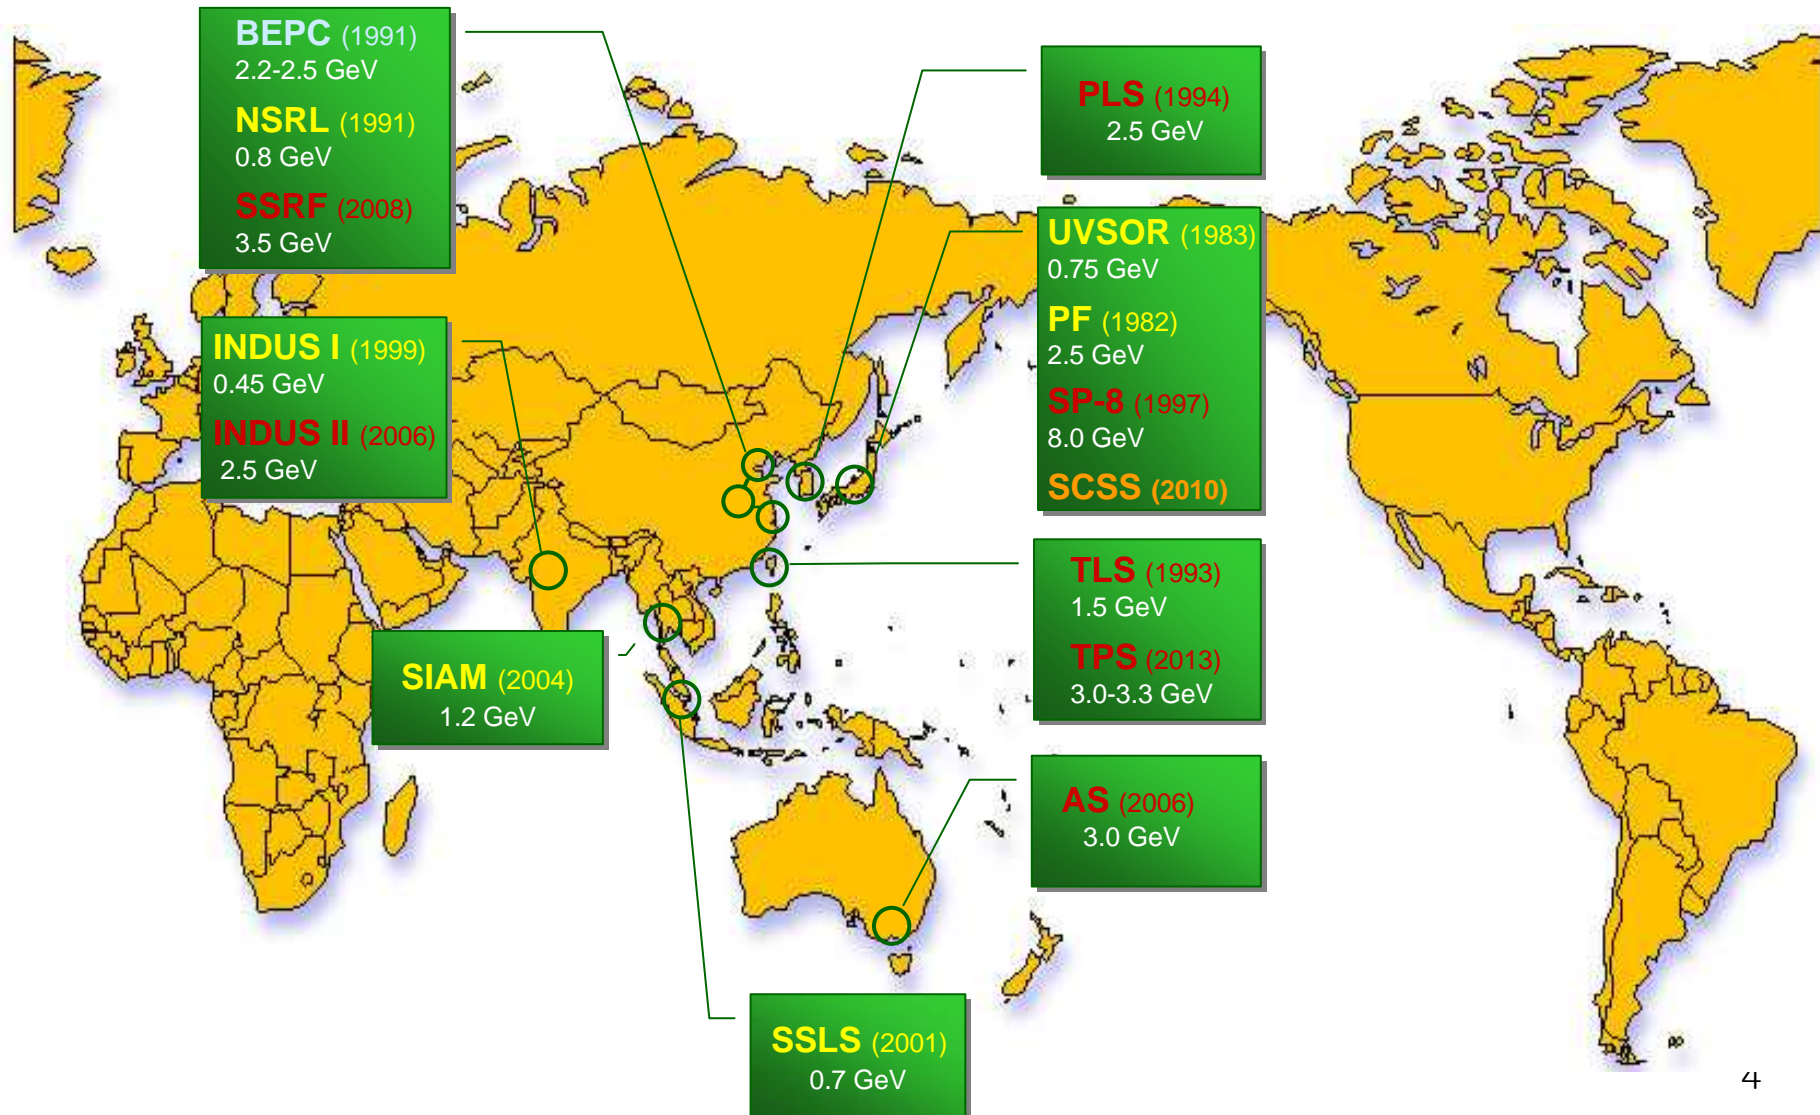 BEPC (1991)
2.2-2.5 GeV
NSRL (1991)
0.8 GeV
SSRF (2008)
3.5 GeV
INDUS I (1999)
0.45 GeV
INDUS II (2006)
2.5 GeV
SIAM (2004)
1.2 GeV
SSLS (2001)
0.7 GeV
PLS (1994)
2.5 GeV
UVSOR (1983)
0.75 GeV
PF (1982)
2.5 GeV
SP-8 (1997)
8.0 GeV
SCSS (2010)
TLS (1993)
1.5 GeV
TPS (2013)
3.0-3.3 GeV
AS (2006)
3.0 GeV
4